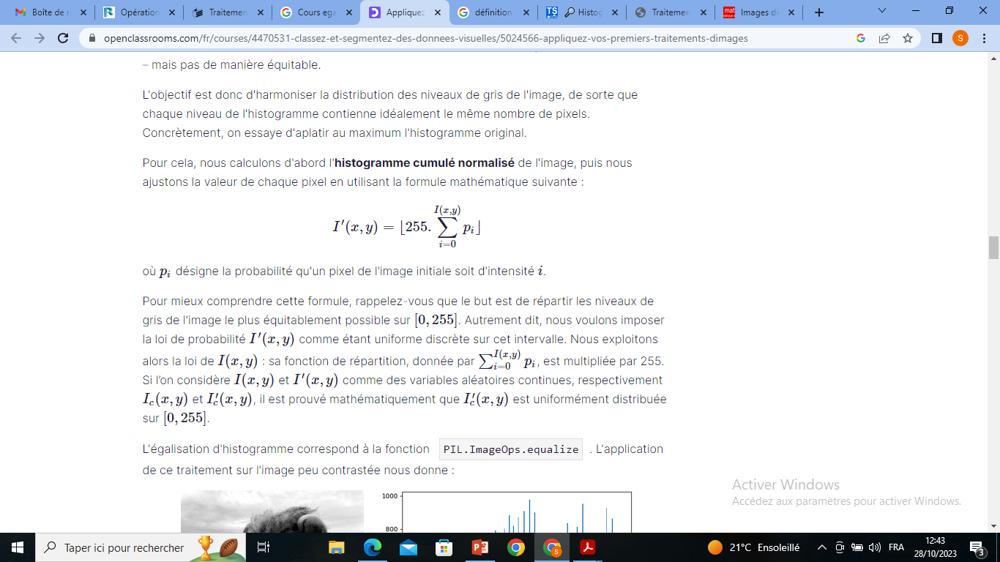 Boîte de r
Opération
Traitemen
Cours ega
Appliquez
définition
TS
Histog
Traitemen
mat
Images de
openclassrooms.com/fr/courses/4470531-classez-et-segmentez-des-donnees-visuelles/5024566-appliquez-vos-premiers-traitements-dimages
S
– mais pas de manière équitable.
L'objectif est donc d'harmoniser la distribution des niveaux de gris de l'image, de sorte que
chaque niveau de l'histogramme contienne idéalement le même nombre de pixels.
Concrètement, on essaye d'aplatir au maximum l'histogramme original.
Pour cela, nous calculons d'abord l'histogramme cumulé normalisé de l'image, puis nous
ajustons la valeur de chaque pixel en utilisant la formule mathématique suivante :
I′(x, y) = ⌊255. ∑_{i=0}^{I(x,y)} p_i⌋
où p_i désigne la probabilité qu'un pixel de l'image initiale soit d'intensité i.
Pour mieux comprendre cette formule, rappelez-vous que le but est de répartir les niveaux de
gris de l'image le plus équitablement possible sur [0, 255]. Autrement dit, nous voulons imposer
la loi de probabilité I′(x, y) comme étant uniforme discrète sur cet intervalle. Nous exploitons
alors la loi de I(x, y) : sa fonction de répartition, donnée par ∑_{i=0}^{I(x,y)} p_i, est multipliée par 255.
Si l’on considère I(x, y) et I′(x, y) comme des variables aléatoires continues, respectivement
I_c(x, y) et I′_c(x, y), il est prouvé mathématiquement que I′_c(x, y) est uniformément distribuée
sur [0, 255].
L'égalisation d'histogramme correspond à la fonction PIL.ImageOps.equalize . L'application
de ce traitement sur l'image peu contrastée nous donne :
1000
800
Activer Windows
Accédez aux paramètres pour activer Windows.
Taper ici pour rechercher
21°C Ensoleillé
FRA
12:43
28/10/2023
3